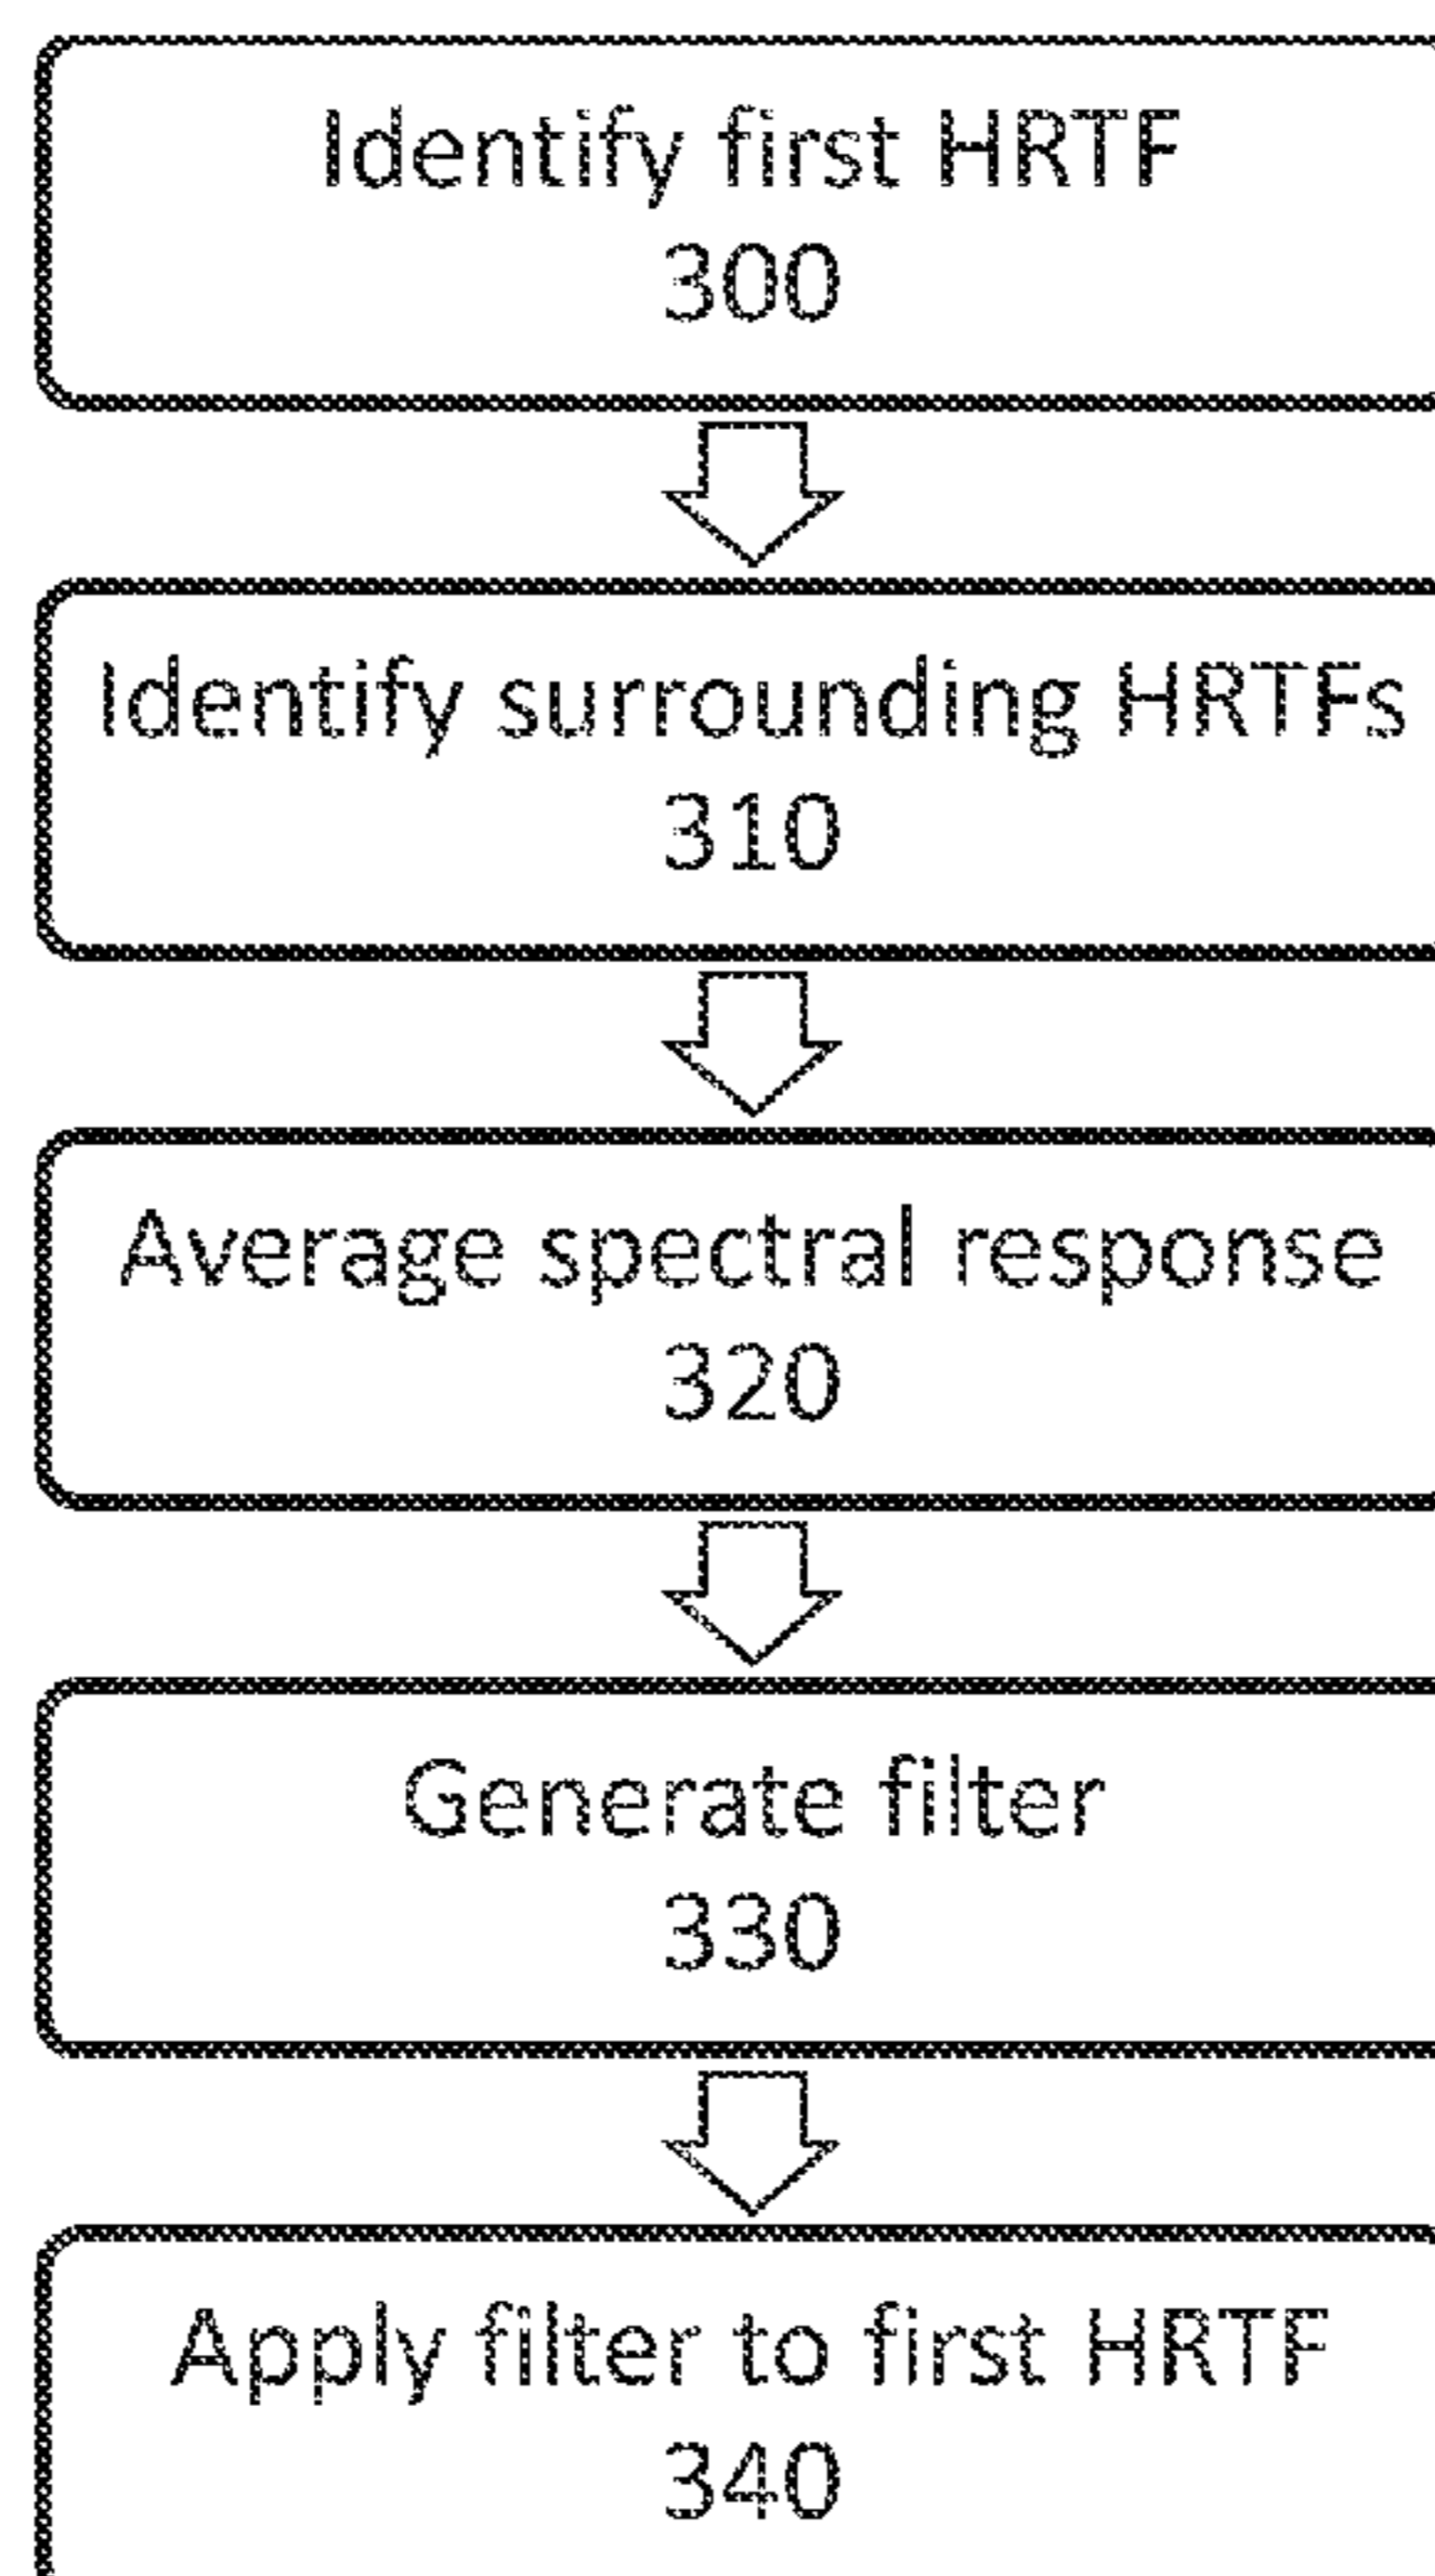 Identify first HRTF
300
Identify surrounding HRTFs
310
Average spectral response
320
Generate filter
330
Apply filter to first HRTF
340